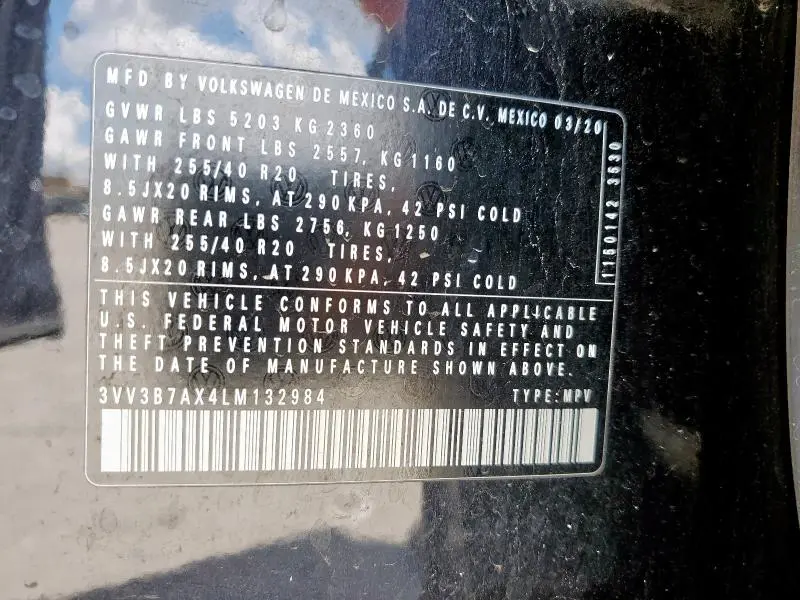 MFD BY VOLKSWAGEN DE MEXICO S.A. DE C.V. MEXICO 03/20
GVWR LBS 5203 KG 2360
GAWR FRONT LBS 2557, KG 1160
WITH 255/40 R20 TIRES,
8.5JX20 RIMS, AT 290 KPA, 42 PSI COLD
GAWR REAR LBS 2756, KG 1250
WITH 255/40 R20 TIRES,
8.5JX20 RIMS, AT 290 KPA, 42 PSI COLD
1150142 3630
THIS VEHICLE CONFORMS TO ALL APPLICABLE
U.S. FEDERAL MOTOR VEHICLE SAFETY AND
THEFT PREVENTION STANDARDS IN EFFECT ON
THE DATE OF MANUFACTURE SHOWN ABOVE.
3VV3B7AX4LM132984 TYPE: MPV